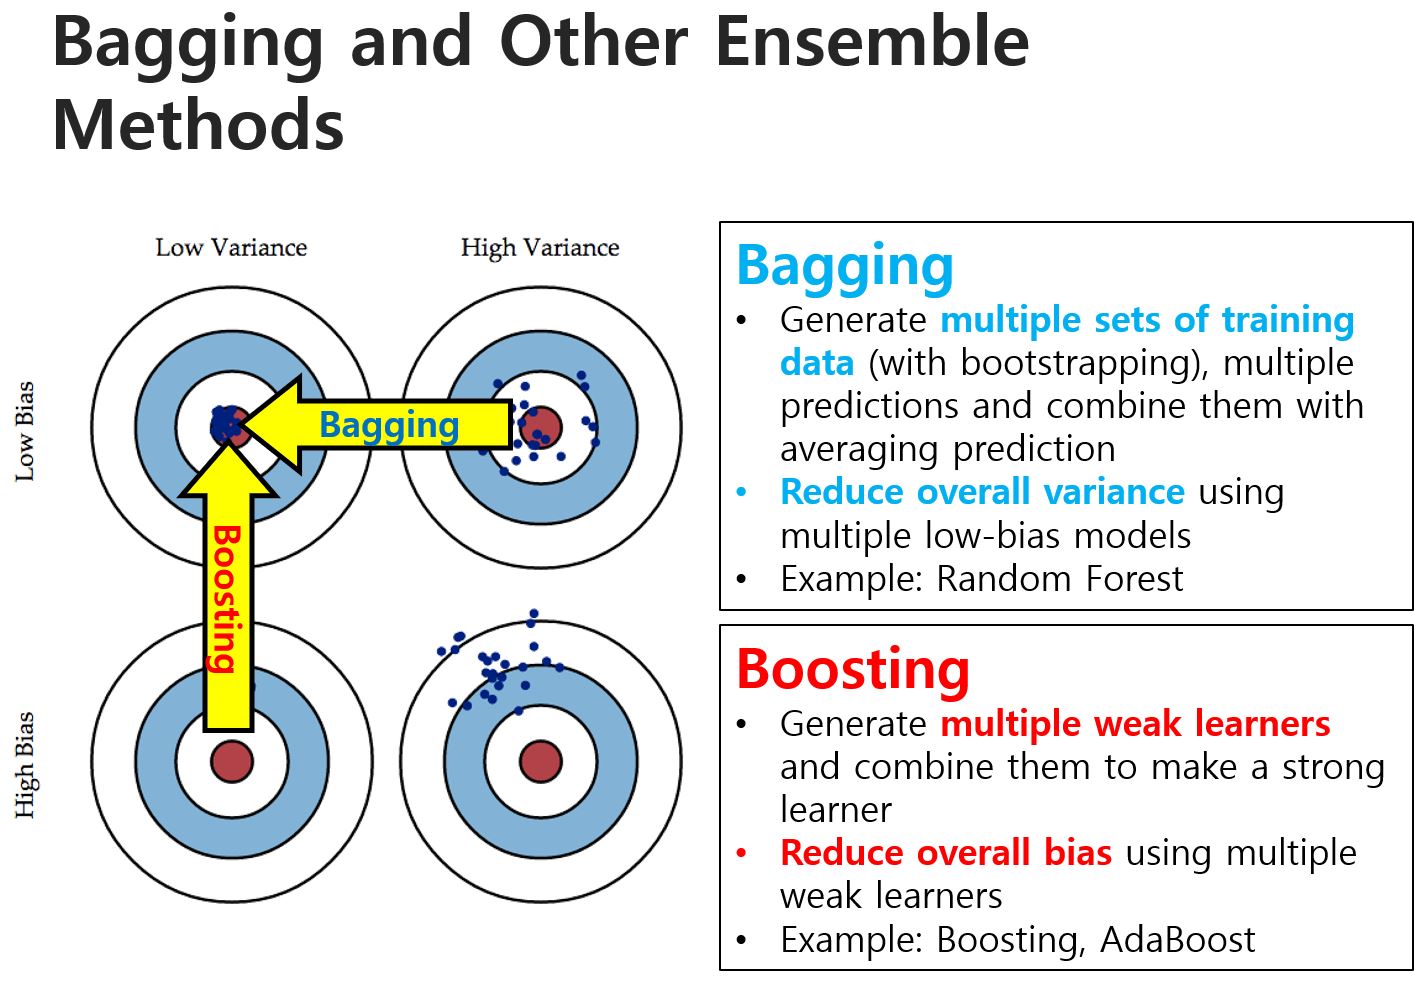 Bagging and Other Ensemble
Methods
Low Variance
High Variance
Low Bias
High Bias
Bagging
Boosting
Bagging
• Generate multiple sets of training
data (with bootstrapping), multiple
predictions and combine them with
averaging prediction
• Reduce overall variance using
multiple low-bias models
• Example: Random Forest
Boosting
• Generate multiple weak learners
and combine them to make a strong
learner
• Reduce overall bias using multiple
weak learners
• Example: Boosting, AdaBoost